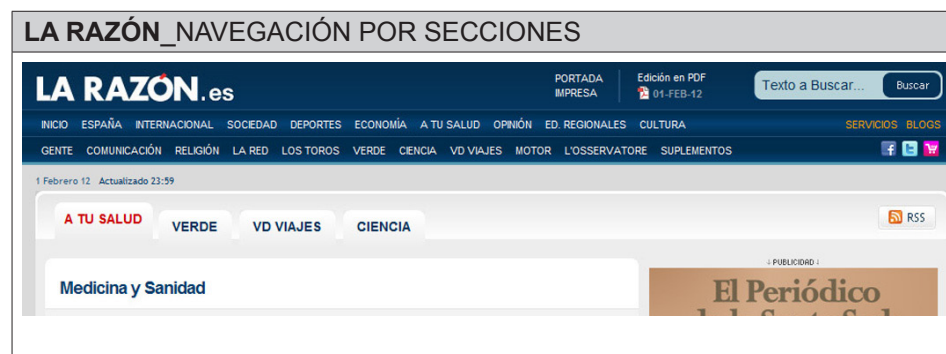 LA RAZÓN_NAVEGACIÓN POR SECCIONES
LA RAZÓN.es
PORTADA IMPRESA
Edición en PDF
01-FEB-12
Texto a Buscar...
Buscar
INICIO ESPAÑA INTERNACIONAL SOCIEDAD DEPORTES ECONOMÍA A TU SALUD OPINIÓN ED. REGIONALES CULTURA SERVICIOS BLOGS
GENTE COMUNICACIÓN RELIGIÓN LA RED LOS TOROS VERDE CIENCIA VD VIAJES MOTOR L'OSSERVATORE SUPLEMENTOS
1 Febrero 12 Actualizado 23:59
A TU SALUD VERDE VD VIAJES CIENCIA RSS
↓ PUBLICIDAD ↓
Medicina y Sanidad
El Periódico